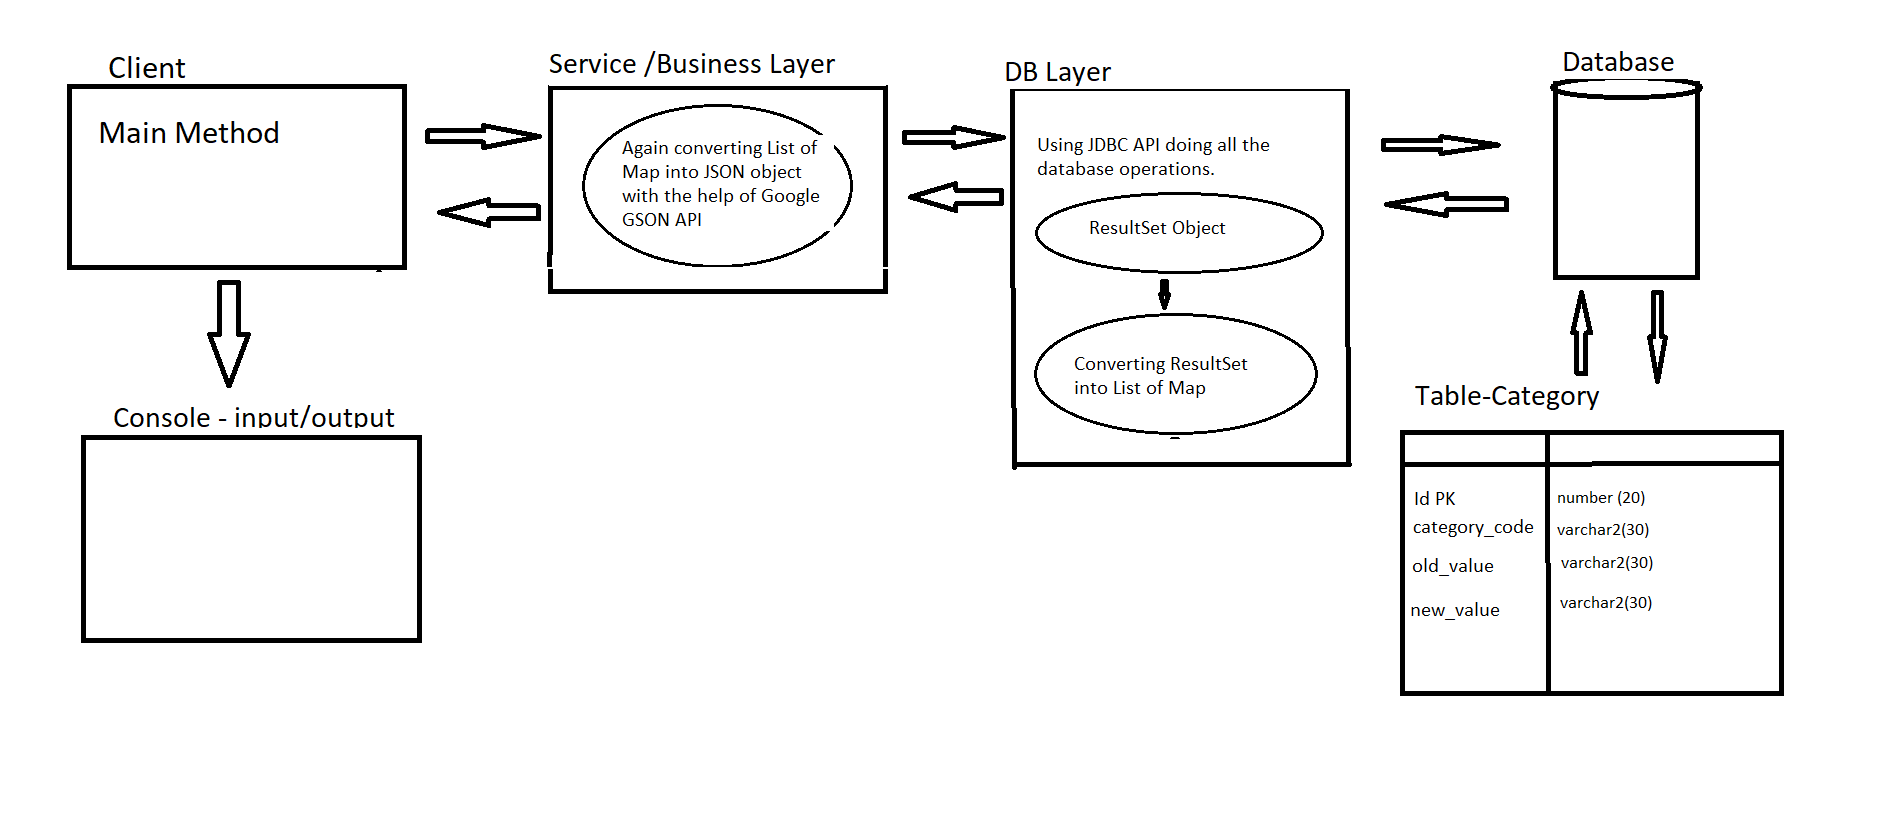 Client
Main Method
Console - input/output
Service /Business Layer
Again converting List of
Map into JSON object
with the help of Google
GSON API
DB Layer
Using JDBC API doing all the
database operations.
ResultSet Object
Converting ResultSet
into List of Map
Database
Table-Category
Id PK number (20)
category_code varchar2(30)
old_value varchar2(30)
new_value varchar2(30)